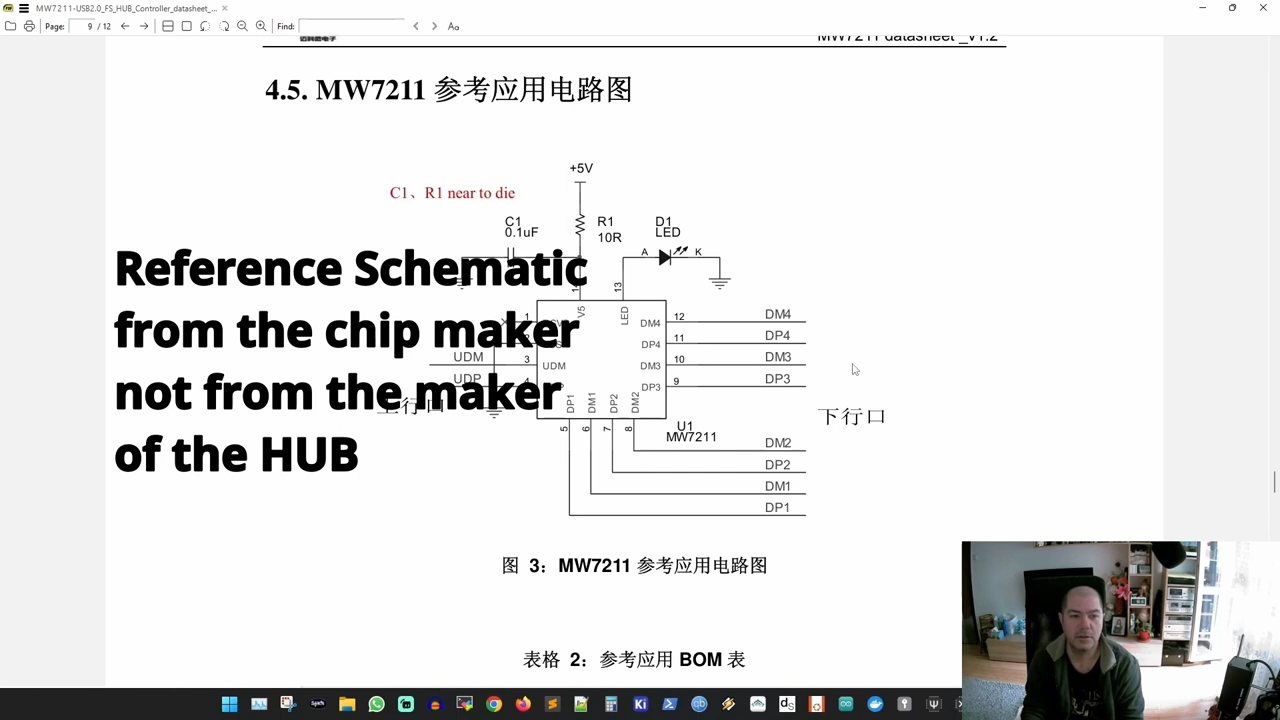 MW7211-USB2.0_FS_HUB_Controller_datasheet_...
Page: 9 / 12
Find:
Aa
MW7211 datasheet _V1.2
4.5. MW7211 参考应用电路图
+5V
C1、R1 near to die
C1
0.1uF
R1
10R
D1
LED
A
K
13
V5
LED
Reference Schematic
from the chip maker
not from the maker
of the HUB
1
3
UDM
UDP
UDM
DM4
DP4
DM3
DP3
12
11
10
9
DM4
DP4
DM3
DP3
DP1
DM1
DP2
DM2
5
6
7
8
U1
MW7211
上行口
下行口
DM2
DP2
DM1
DP1
图 3：MW7211 参考应用电路图
表格 2：参考应用 BOM 表